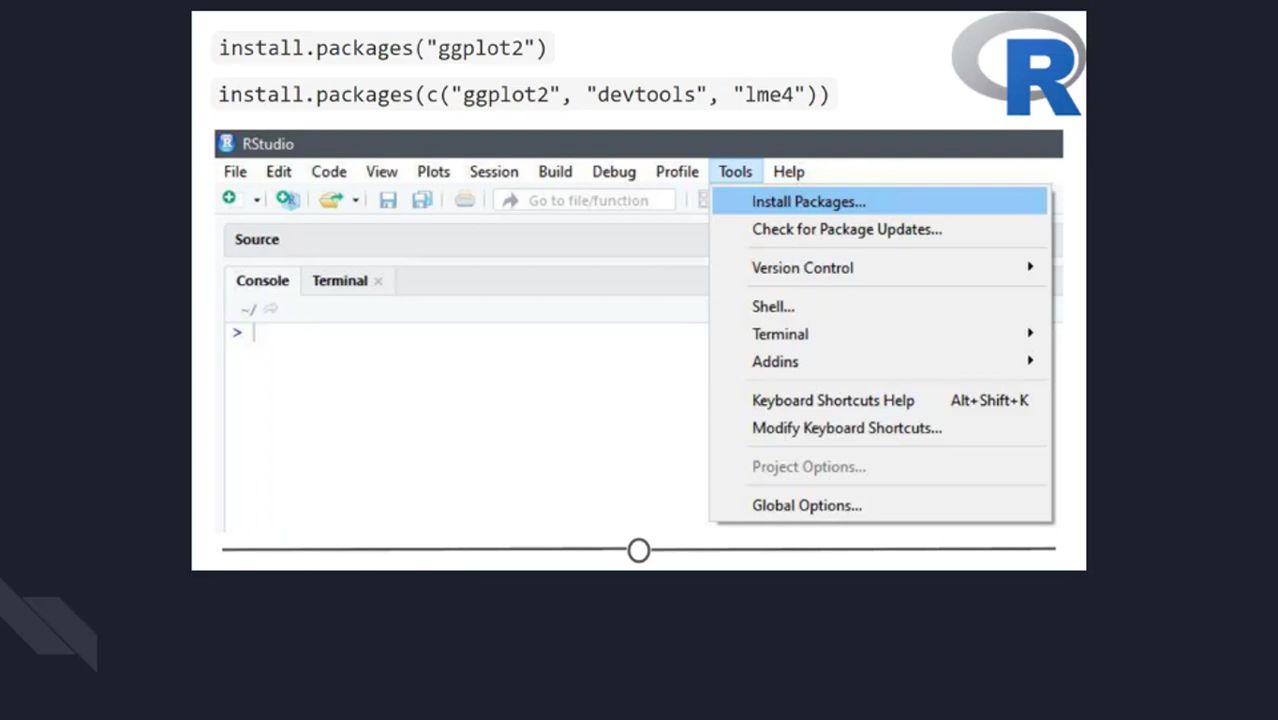 install.packages("ggplot2")
install.packages(c("ggplot2", "devtools", "lme4"))
R
R RStudio
File Edit Code View Plots Session Build Debug Profile Tools Help
Go to file/function
Install Packages...
Check for Package Updates...
Source
Version Control
Console Terminal ×
~/
Shell...
>
Terminal
Addins
Keyboard Shortcuts Help Alt+Shift+K
Modify Keyboard Shortcuts...
Project Options...
Global Options...